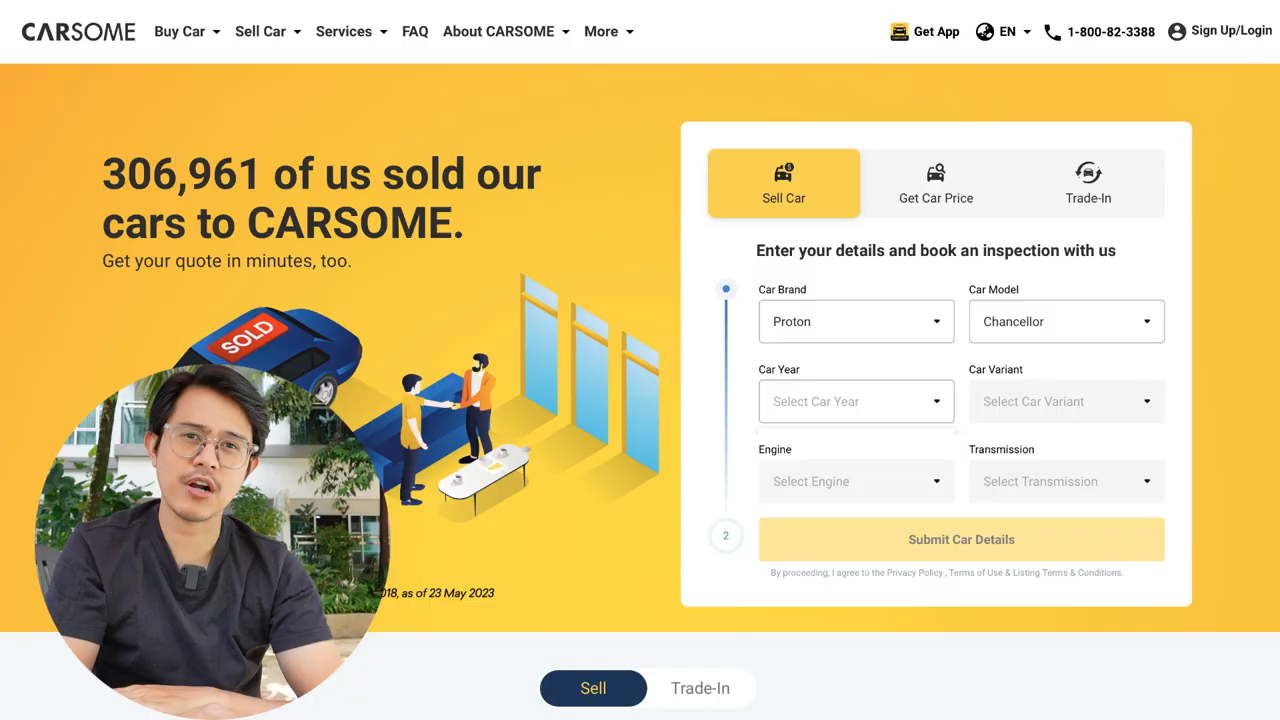 CARSOME
Buy Car
Sell Car
Services
FAQ
About CARSOME
More
Get App
EN
1-800-82-3388
Sign Up/Login
306,961 of us sold our
cars to CARSOME.
Get your quote in minutes, too.
SOLD
018, as of 23 May 2023
Sell Car
Get Car Price
Trade-In
Enter your details and book an inspection with us
Car Brand
Car Model
Proton
Chancellor
Car Year
Car Variant
Select Car Year
Select Car Variant
Engine
Transmission
Select Engine
Select Transmission
2
Submit Car Details
By proceeding, I agree to the Privacy Policy , Terms of Use & Listing Terms & Conditions.
Sell
Trade-In